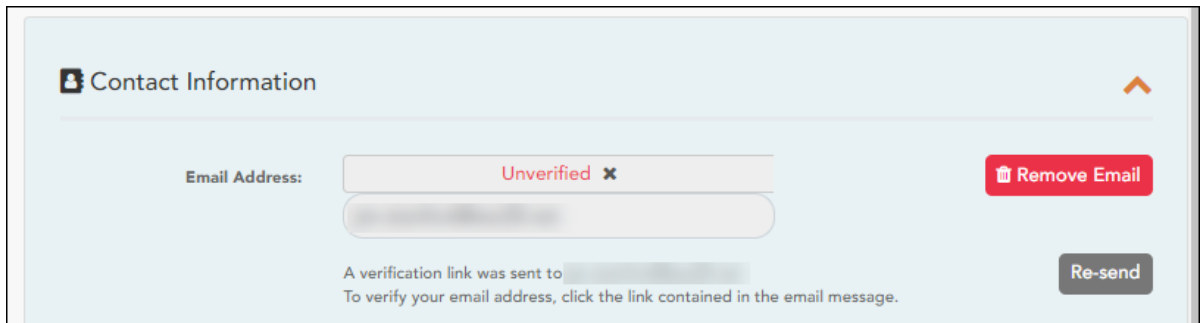 Contact Information
Email Address:
Unverified ✖
Remove Email
A verification link was sent to
Re-send
To verify your email address, click the link contained in the email message.